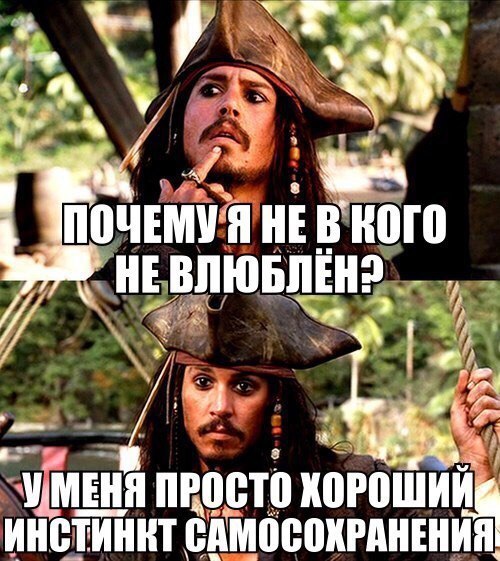 ПОЧЕМУ Я НЕ В КОГО
НЕ ВЛЮБЛЁН?
У МЕНЯ ПРОСТО ХОРОШИЙ
ИНСТИНКТ САМОСОХРАНЕНИЯ